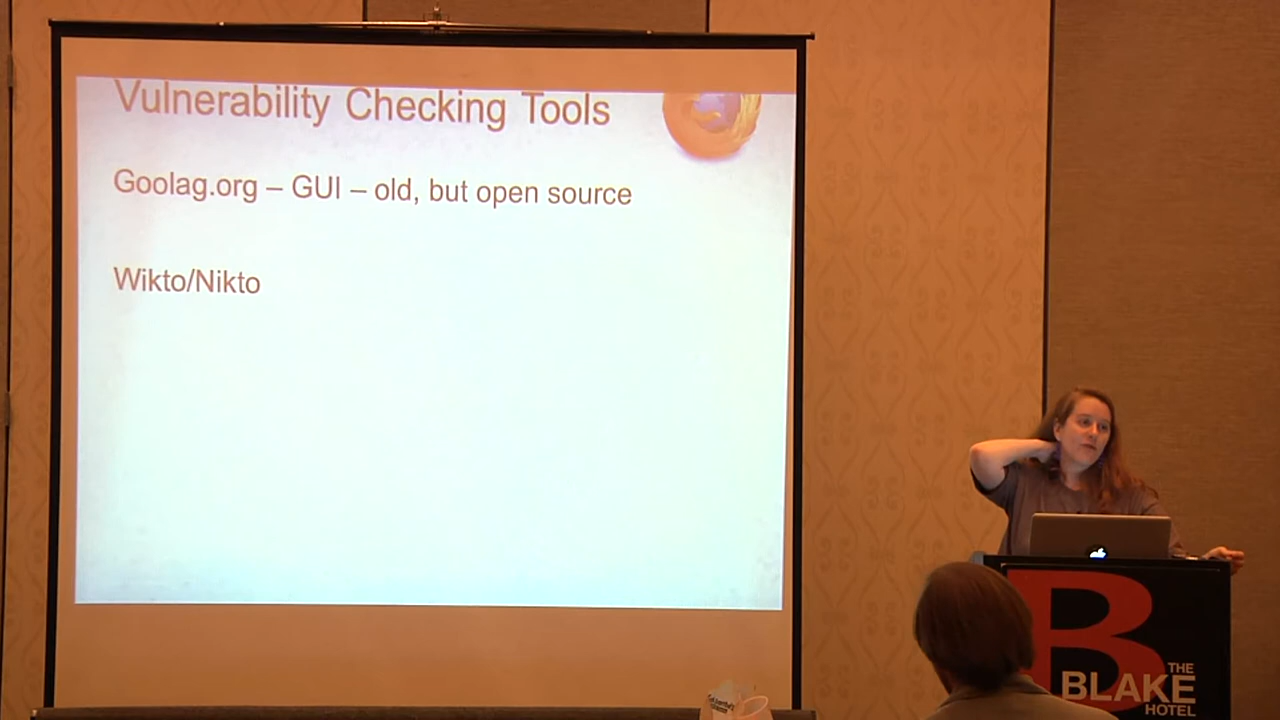 Vulnerability Checking Tools
Goolag.org – GUI – old, but open source
Wikto/Nikto
B
THE
BLAKE
HOTEL